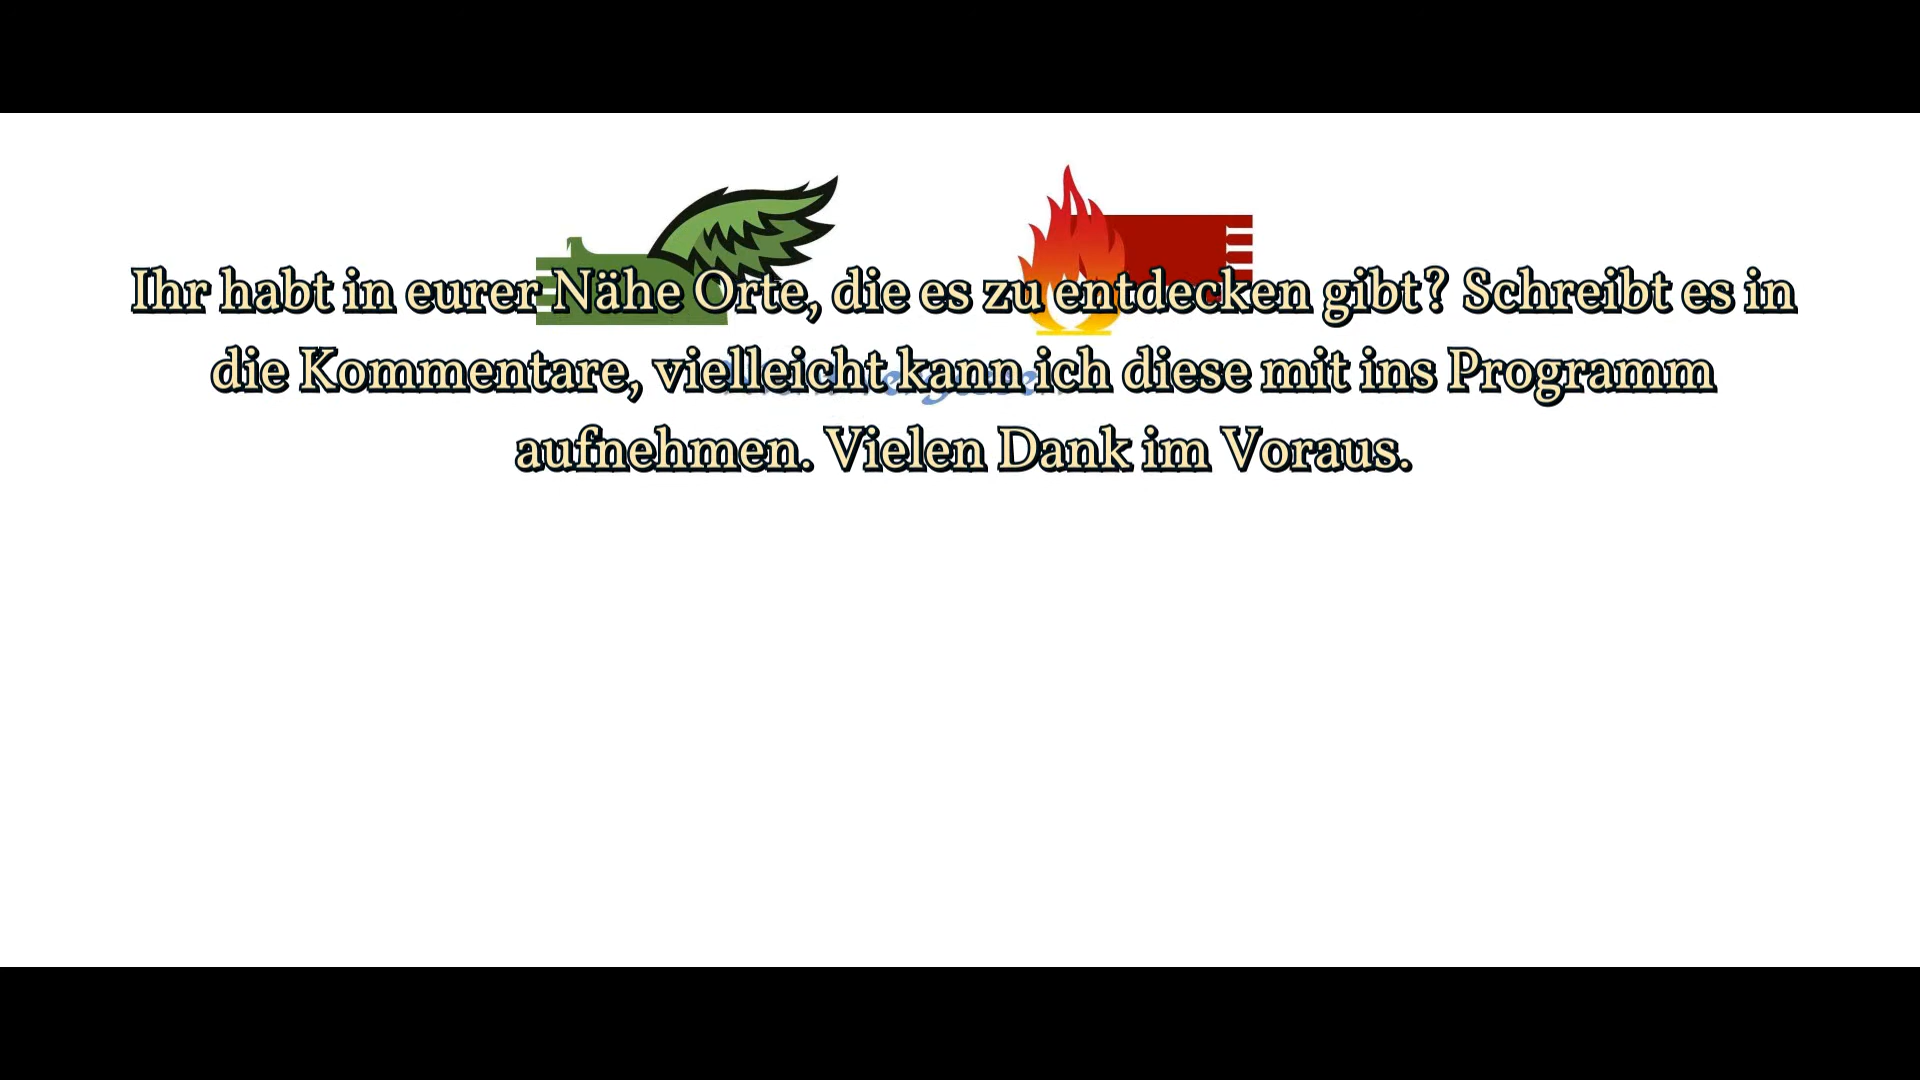 Ihr habt in eurer Nähe Orte, die es zu entdecken gibt? Schreibt es in
die Kommentare, vielleicht kann ich diese mit ins Programm
aufnehmen. Vielen Dank im Voraus.